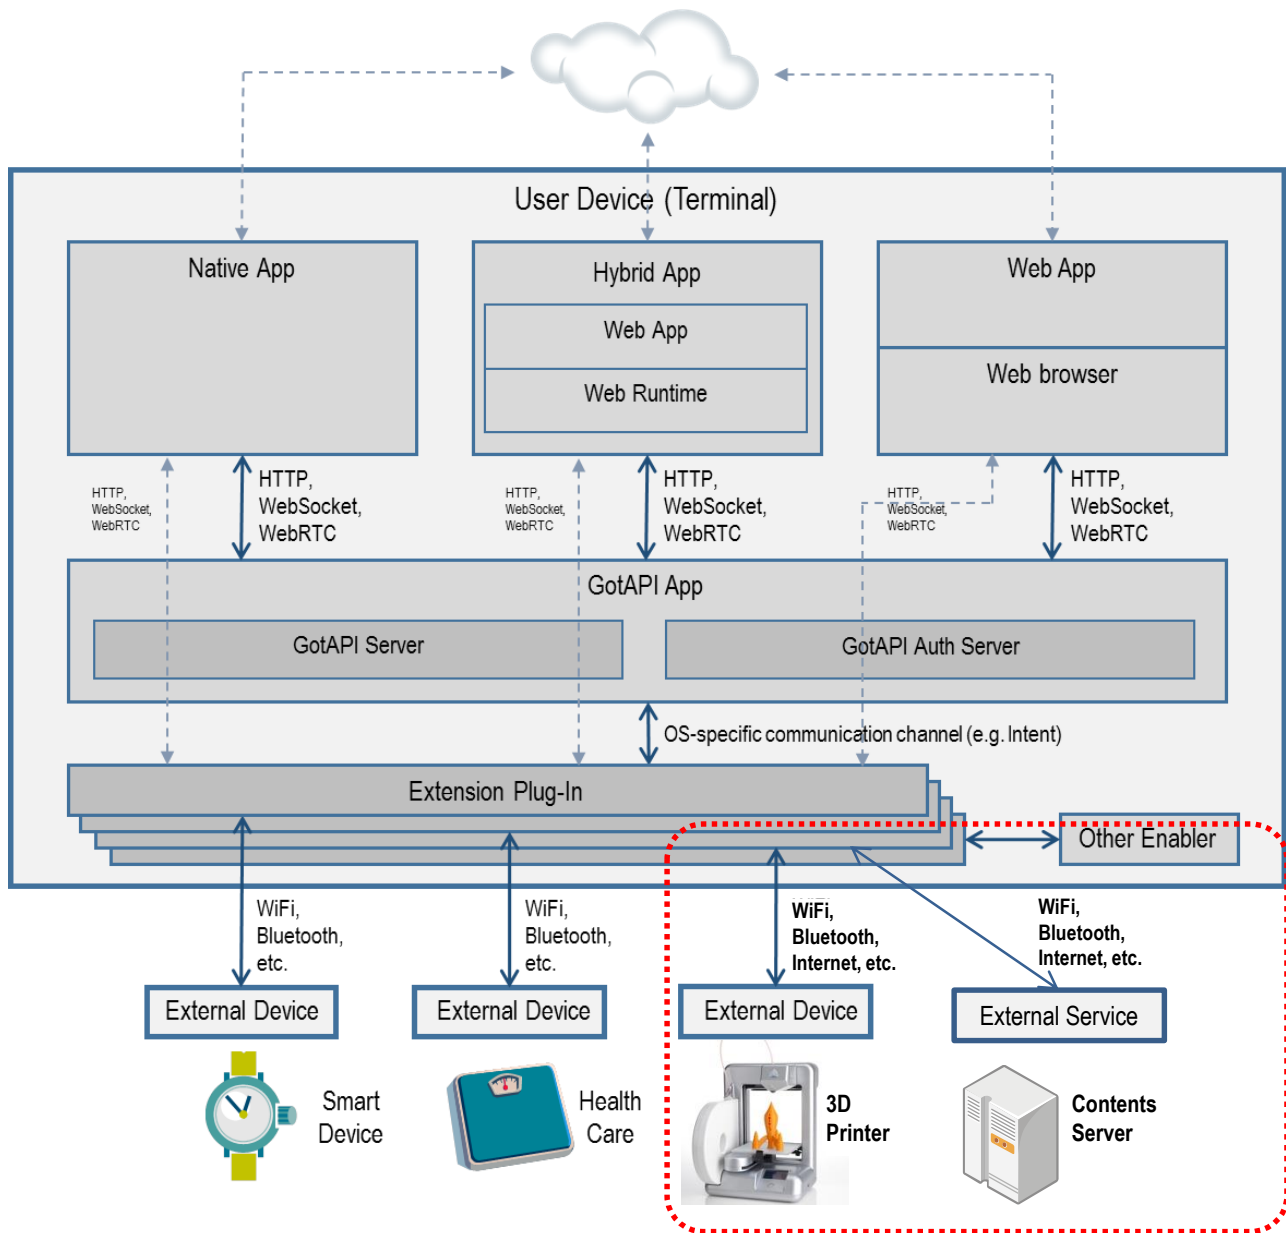 User Device (Terminal)
Native App
Hybrid App
Web App
Web App
Web Runtime
Web browser
HTTP,
WebSocket,
WebRTC
HTTP,
WebSocket,
WebRTC
HTTP,
WebSocket,
WebRTC
HTTP,
WebSocket,
WebRTC
HTTP,
WebSocket,
WebRTC
HTTP,
WebSocket,
WebRTC
GotAPI App
GotAPI Server
GotAPI Auth Server
OS-specific communication channel (e.g. Intent)
Extension Plug-In
Other Enabler
WiFi,
Bluetooth,
etc.
WiFi,
Bluetooth,
etc.
WiFi,
Bluetooth,
Internet, etc.
WiFi,
Bluetooth,
Internet, etc.
External Device
External Device
External Device
External Service
Smart
Device
Health
Care
3D
Printer
Contents
Server